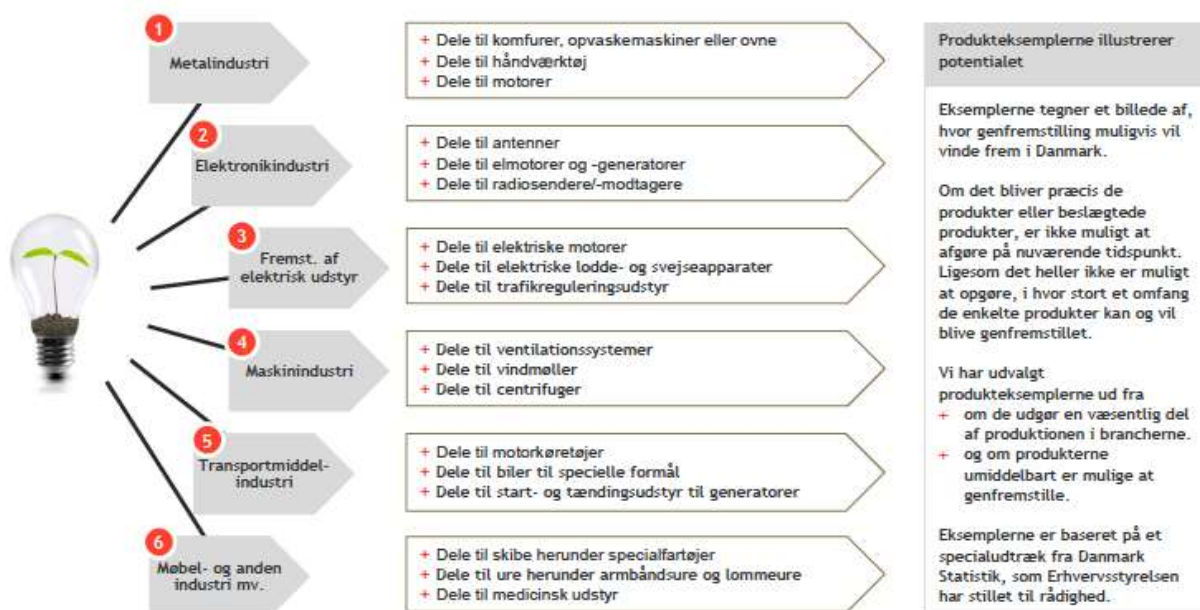 1
Metalindustri
+ Dele til komfurer, opvaskemaskiner eller ovne
+ Dele til håndværktøj
+ Dele til motorer
2
Elektronikindustri
+ Dele til antenner
+ Dele til elmotorer og -generatorer
+ Dele til radiosendere/-modtagere
3
Fremst. af
elektrisk udstyr
+ Dele til elektriske motorer
+ Dele til elektriske lodde- og svejseapparater
+ Dele til trafikreguleringsudstyr
4
Maskinindustri
+ Dele til ventilationssystemer
+ Dele til vindmøller
+ Dele til centrifuger
5
Transportmiddel-
industri
+ Dele til motorkøretøjer
+ Dele til biler til specielle formål
+ Dele til start- og tændingsudstyr til generatorer
6
Møbel- og anden
industri mv.
+ Dele til skibe herunder specialfartøjer
+ Dele til ure herunder armbåndsure og lommeure
+ Dele til medicinsk udstyr
Produkteksemplerne illustrerer
potentialet
Eksemplerne tegner et billede af,
hvor genfremstilling muligvis vil
vinde frem i Danmark.
Om det bliver præcis de
produkter eller beslægtede
produkter, er ikke muligt at
afgøre på nuværende tidspunkt.
Ligesom det heller ikke er muligt
at opgøre, i hvor stort et omfang
de enkelte produkter kan og vil
blive genfremstillet.
Vi har udvalgt
produkteksemplerne ud fra
+ om de udgør en væsentlig del
af produktionen i brancherne.
+ og om produkterne
umiddelbart er mulige at
genfremstille.
Eksemplerne er baseret på et
specialudtræk fra Danmark
Statistik, som Erhvervsstyrelsen
har stillet til rådighed.